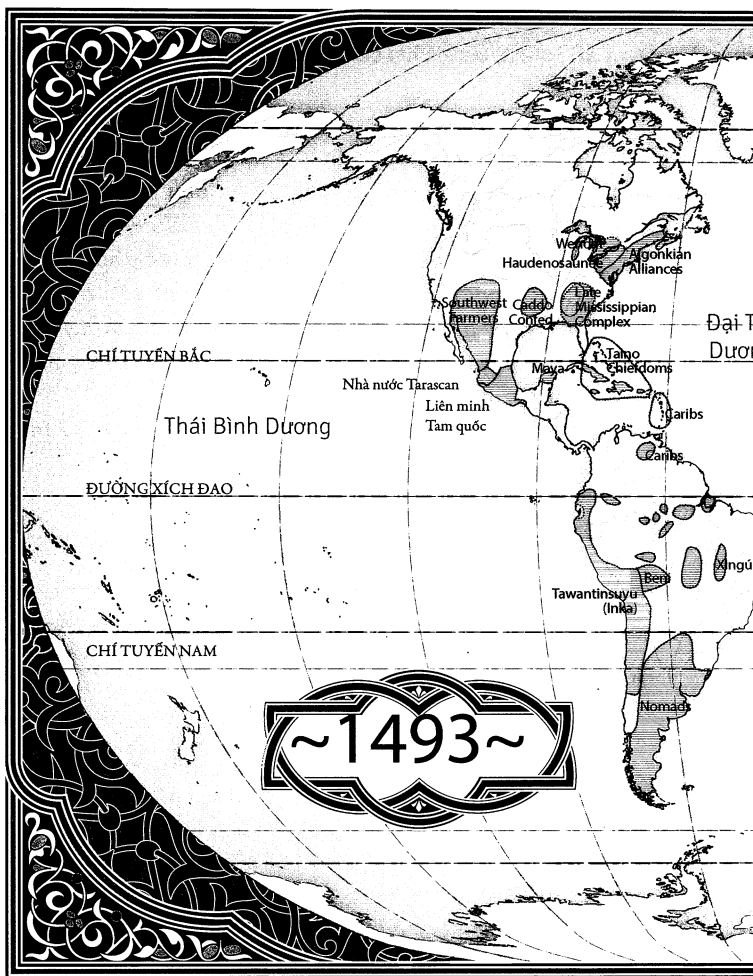 Wendat
Haudenosaunee
Algonkian
Alliances
Southwest
Farmers
Caddo
Confed.
Late
Mississippian
Complex
Đại T
Dươn
CHÍ TUYẾN BẮC
Maya
Taino
Chiefdoms
Nhà nước Tarascan
Liên minh
Tam quốc
Caribs
Thái Bình Dương
Caribs
ĐƯỜNG XÍCH ĐẠO
Xingú
Beni
Tawantinsuyu
(Inka)
CHÍ TUYẾN NAM
Nomads
~1493~